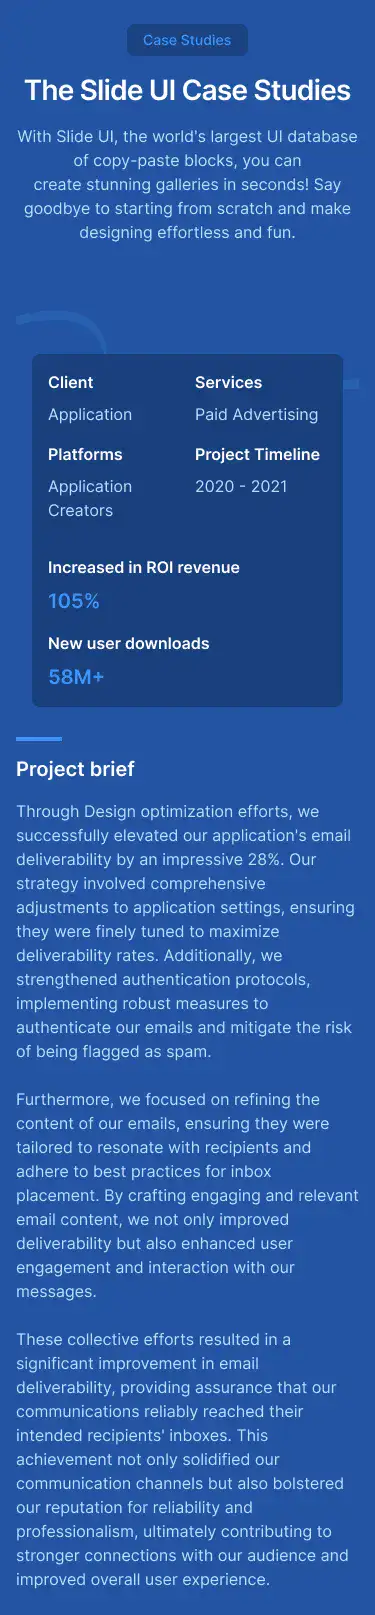 Case Studies
The Slide UI Case Studies
With Slide UI, the world's largest UI database
of copy-paste blocks, you can
create stunning galleries in seconds! Say
goodbye to starting from scratch and make
designing effortless and fun.
Client
Application
Services
Paid Advertising
Platforms
Application
Creators
Project Timeline
2020 - 2021
Increased in ROI revenue
105%
New user downloads
58M+
Project brief
Through Design optimization efforts, we
successfully elevated our application's email
deliverability by an impressive 28%. Our
strategy involved comprehensive
adjustments to application settings, ensuring
they were finely tuned to maximize
deliverability rates. Additionally, we
strengthened authentication protocols,
implementing robust measures to
authenticate our emails and mitigate the risk
of being flagged as spam.
Furthermore, we focused on refining the
content of our emails, ensuring they were
tailored to resonate with recipients and
adhere to best practices for inbox
placement. By crafting engaging and relevant
email content, we not only improved
deliverability but also enhanced user
engagement and interaction with our
messages.
These collective efforts resulted in a
significant improvement in email
deliverability, providing assurance that our
communications reliably reached their
intended recipients' inboxes. This
achievement not only solidified our
communication channels but also bolstered
our reputation for reliability and
professionalism, ultimately contributing to
stronger connections with our audience and
improved overall user experience.